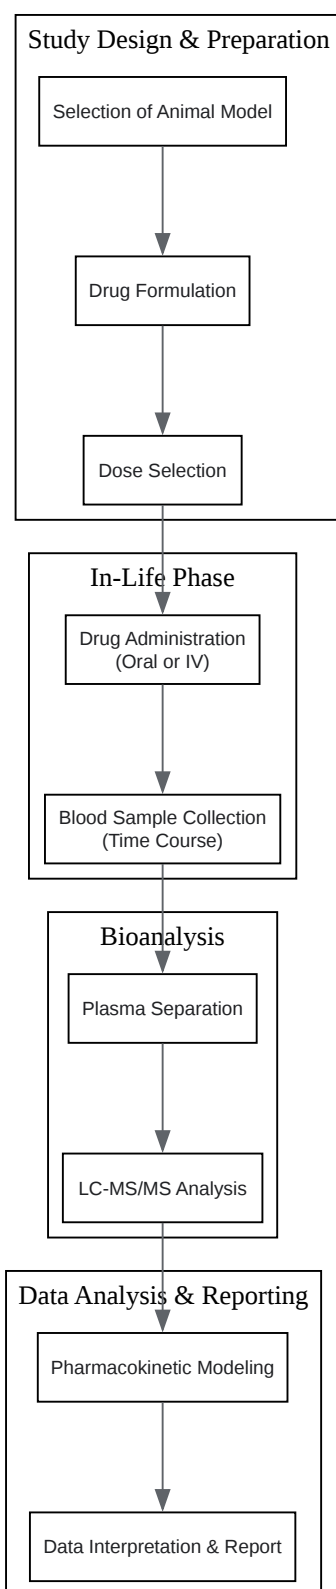 Study Design & Preparation
Selection of Animal Model
Drug Formulation
Dose Selection
In-Life Phase
Drug Administration
(Oral or IV)
Blood Sample Collection
(Time Course)
Bioanalysis
Plasma Separation
LC-MS/MS Analysis
Data Analysis & Reporting
Pharmacokinetic Modeling
Data Interpretation & Report